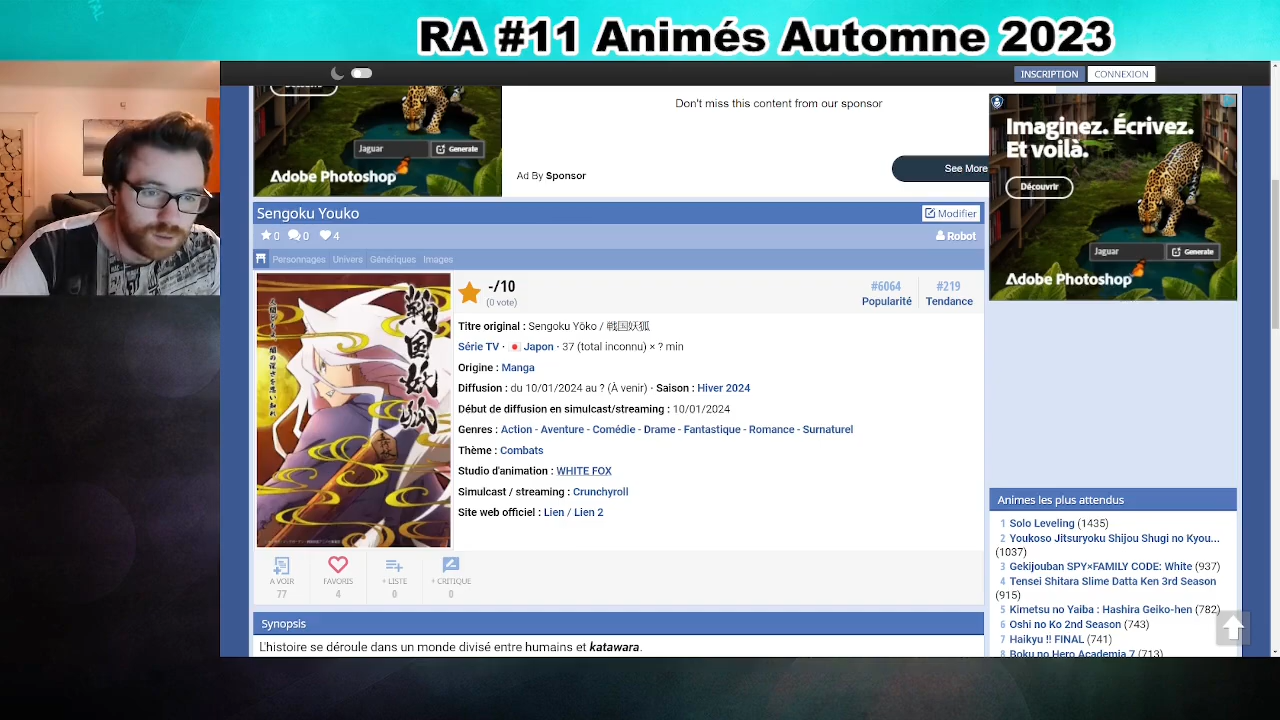 RA #11 Animés Automne 2023
INSCRIPTION CONNEXION
Découvrir
Jaguar Generate
Adobe Photoshop
Don't miss this content from our sponsor
Ad By Sponsor
See More
Imaginez. Écrivez.
Et voilà.
Découvrir
Jaguar Generate
Adobe Photoshop
Sengoku Youko
Modifier
0 0 4
Robot
Personnages Univers Génériques Images
戦国妖狐
-/10
(0 vote)
#6064
Popularité
#219
Tendance
Titre original : Sengoku Yôko / 戦国妖狐
Série TV · Japon · 37 (total inconnu) × ? min
Origine : Manga
Diffusion : du 10/01/2024 au ? (À venir) · Saison : Hiver 2024
Début de diffusion en simulcast/streaming : 10/01/2024
Genres : Action - Aventure - Comédie - Drame - Fantastique - Romance - Surnaturel
Thème : Combats
Studio d'animation : WHITE FOX
Simulcast / streaming : Crunchyroll
Site web officiel : Lien / Lien 2
A VOIR
77
FAVORIS
4
+ LISTE
0
+ CRITIQUE
0
Synopsis
L'histoire se déroule dans un monde divisé entre humains et katawara.
Animes les plus attendus
1 Solo Leveling (1435)
2 Youkoso Jitsuryoku Shijou Shugi no Kyou...
(1037)
3 Gekijouban SPY×FAMILY CODE: White (937)
4 Tensei Shitara Slime Datta Ken 3rd Season
(915)
5 Kimetsu no Yaiba : Hashira Geiko-hen (782)
6 Oshi no Ko 2nd Season (743)
7 Haikyu !! FINAL (741)
8 Boku no Hero Academia 7 (713)